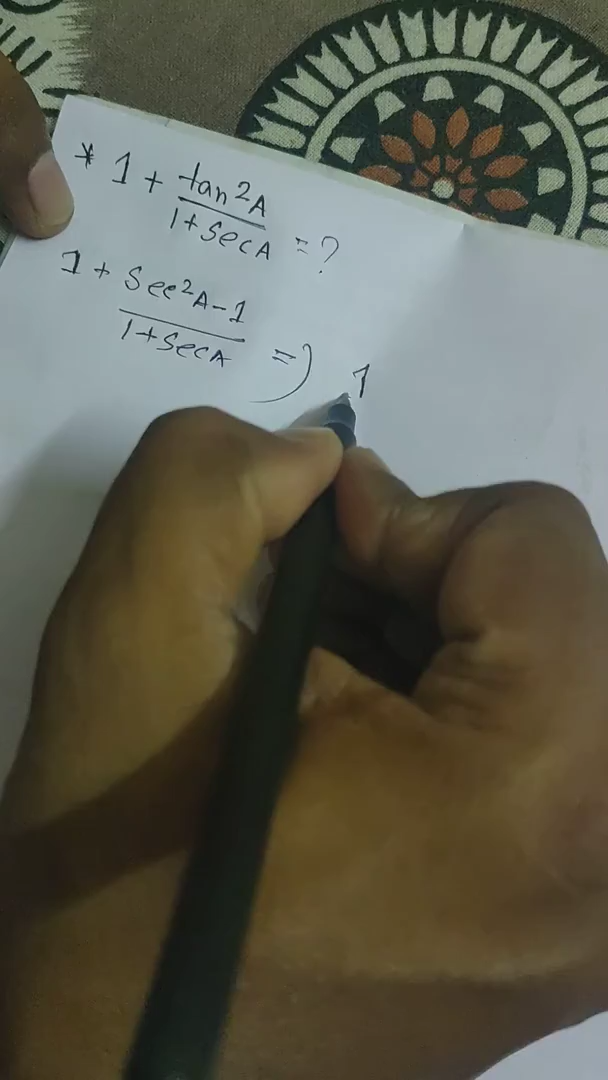 * 1 + tan²A / 1+secA = ?
1 + Sec²A-1 / 1+secA => 1